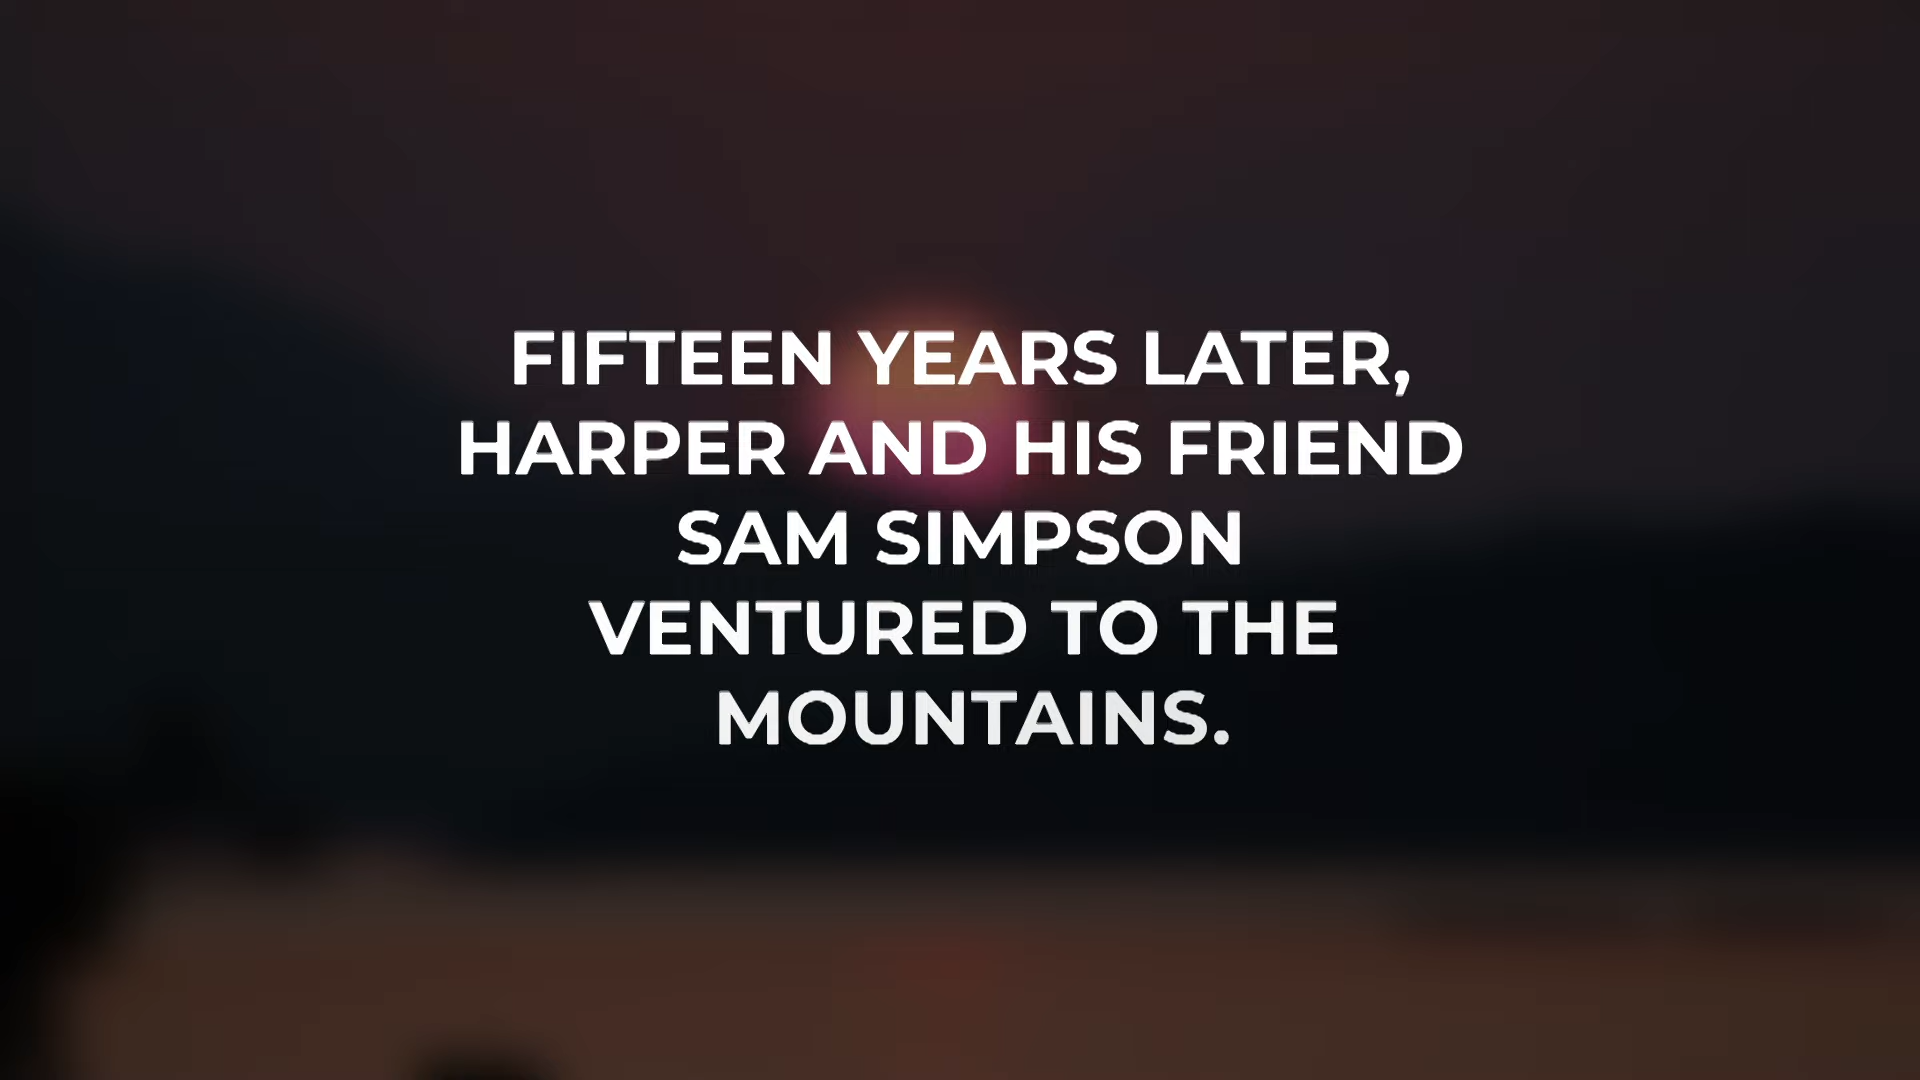 FIFTEEN YEARS LATER,
HARPER AND HIS FRIEND
SAM SIMPSON
VENTURED TO THE
MOUNTAINS.